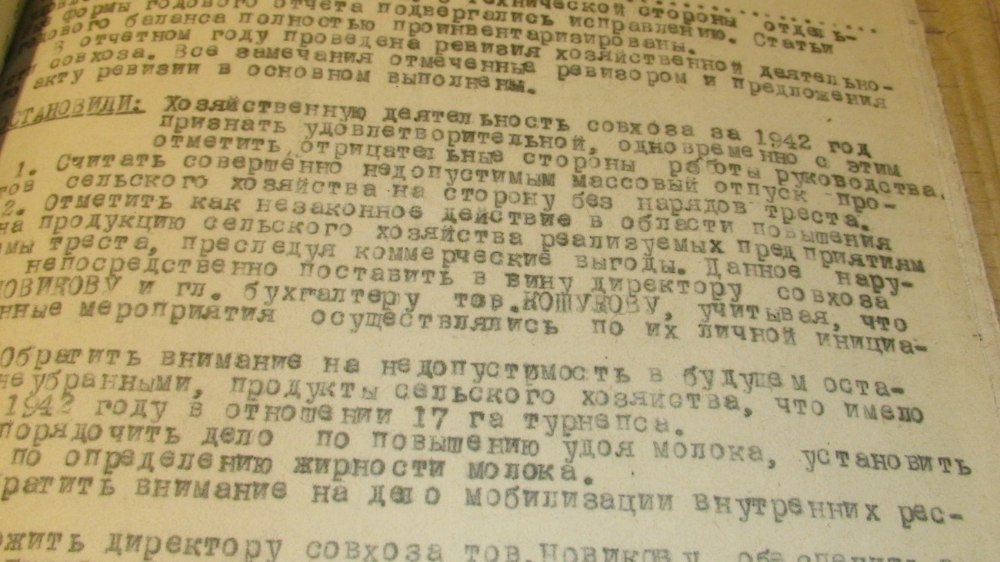 технической стороны отдель-
формы годового отчета подвергались исправлению. Статьи
баланса полностью проинвентаризированы.
В отчетном году проведена ревизия хозяйственной деятельно-
совхоза. Все замечания отмеченные ревизором и предложения
акту ревизии в основном выполнены.
ОСТАНОВИЛИ: Хозяйственную деятельность совхоза за 1942 год
признать удовлетворительной, одновременно с этим
отметить отрицательные стороны работы руководства.
1. Считать совершенно недопустимым массовый отпуск про-
тов сельского хозяйства на сторону без нарядов треста.
2. Отметить как незаконное действие в области повышения
на продукцию сельского хозяйства реализуемых предприятиям
емы треста, преследуя коммерческие выгоды. Данное нару-
непосредственно поставить в вину директору совхоза
НОВИКОВУ и гл. бухгалтеру тов.КОШУКОВУ, учитывая, что
нные мероприятия осуществлялись по их личной инициа-
Обратить внимание на недопустимость в будущем оста-
неубранными, продукты сельского хозяйства, что имело
1942 году в отношении 17 га турнепса.
порядочить дело по повышению удоя молока, установить
по определению жирности молока.
братить внимание на дело мобилизации внутренних рес-
ожить директору совхоза тов.Новикову